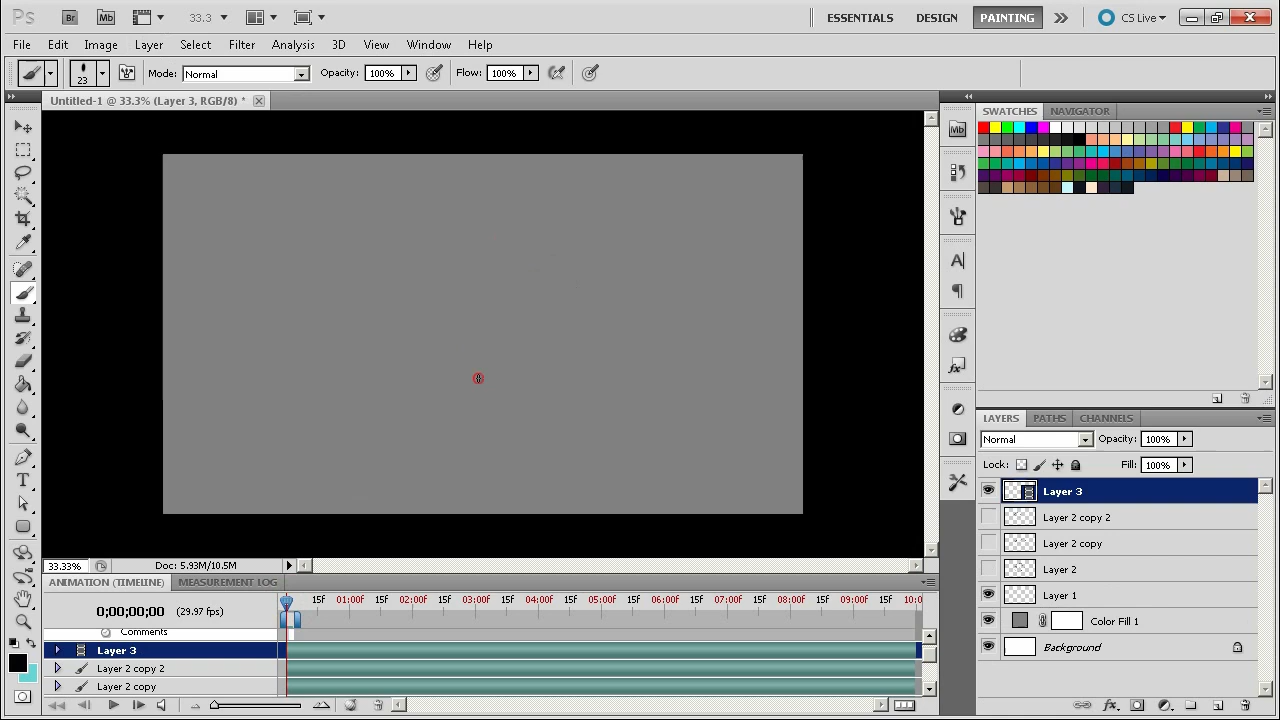 Ps Br Mb 33.3 ESSENTIALS DESIGN PAINTING CS Live
File Edit Image Layer Select Filter Analysis 3D View Window Help
23 Mode: Normal Opacity: 100% Flow: 100%
Untitled-1 @ 33.3% (Layer 3, RGB/8) *
SWATCHES NAVIGATOR
Mb
A
T
fx
LAYERS PATHS CHANNELS
Normal Opacity: 100%
Lock: Fill: 100%
Layer 3
Layer 2 copy 2
Layer 2 copy
Layer 2
Layer 1
Color Fill 1
Background
fx.
33.33% Doc: 5.93M/10.5M
ANIMATION (TIMELINE) MEASUREMENT LOG
0;00;00;00 (29.97 fps)
15f 01:00f 15f 02:00f 15f 03:00f 15f 04:00f 15f 05:00f 15f 06:00f 15f 07:00f 15f 08:00f 15f 09:00f 15f 10:0
Comments
Layer 3
Layer 2 copy 2
Layer 2 copy